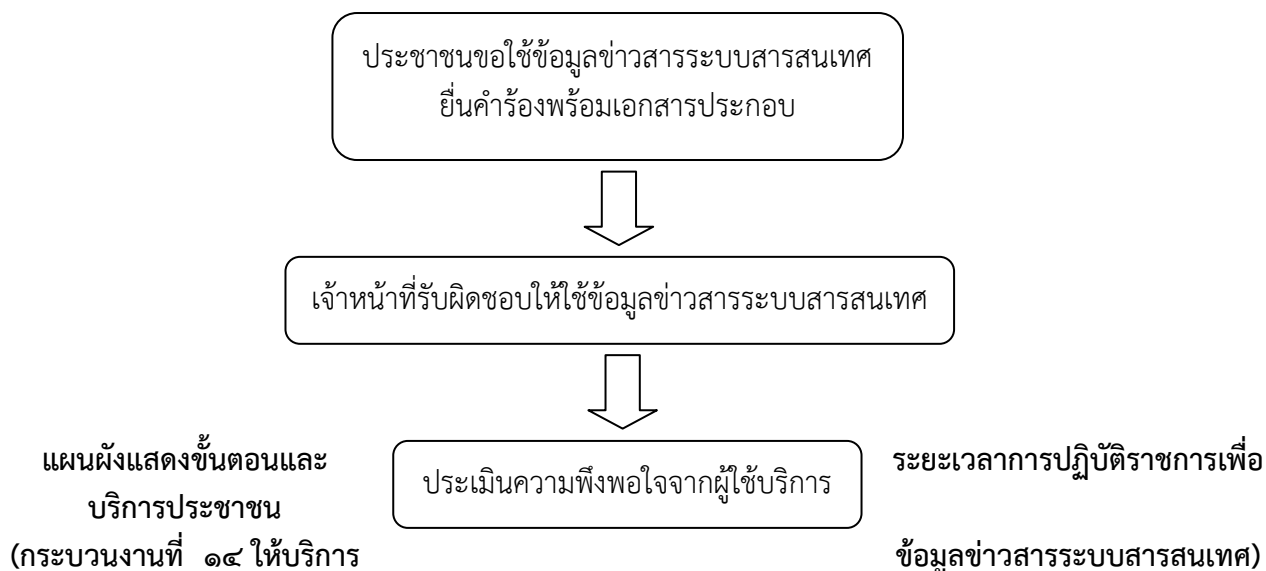 ประชาชนขอใช้ข้อมูลข่าวสารระบบสารสนเทศ
ยื่นคำร้องพร้อมเอกสารประกอบ
เจ้าหน้าที่รับผิดชอบให้ใช้ข้อมูลข่าวสารระบบสารสนเทศ
ประเมินความพึงพอใจจากผู้ใช้บริการ
แผนผังแสดงขั้นตอนและ ระยะเวลาการปฏิบัติราชการเพื่อ
บริการประชาชน
(กระบวนงานที่ ๑๔ ให้บริการ ข้อมูลข่าวสารระบบสารสนเทศ)